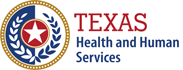 TEXAS
Health and Human
Services